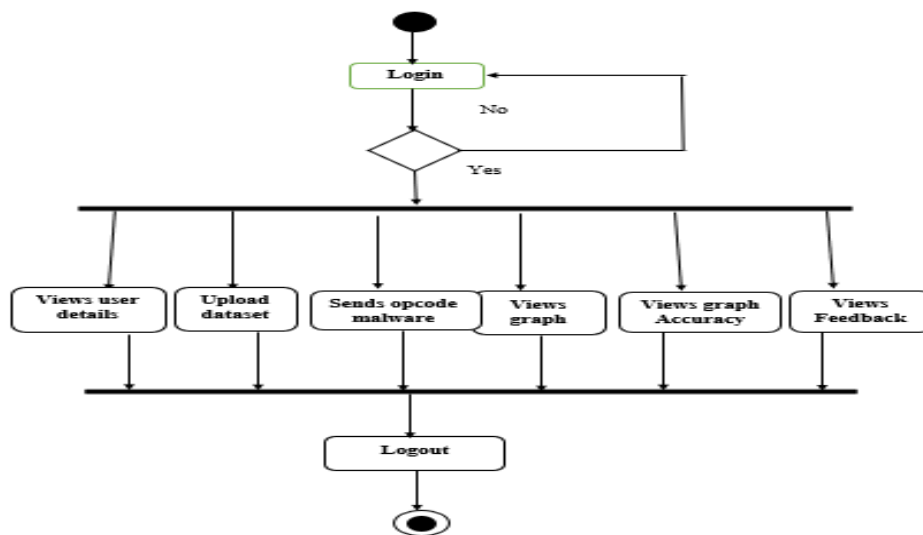 Login
No
Yes
Views user
details
Upload
dataset
Sends opcode
malware
Views
graph
Views graph
Accuracy
Views
Feedback
Logout